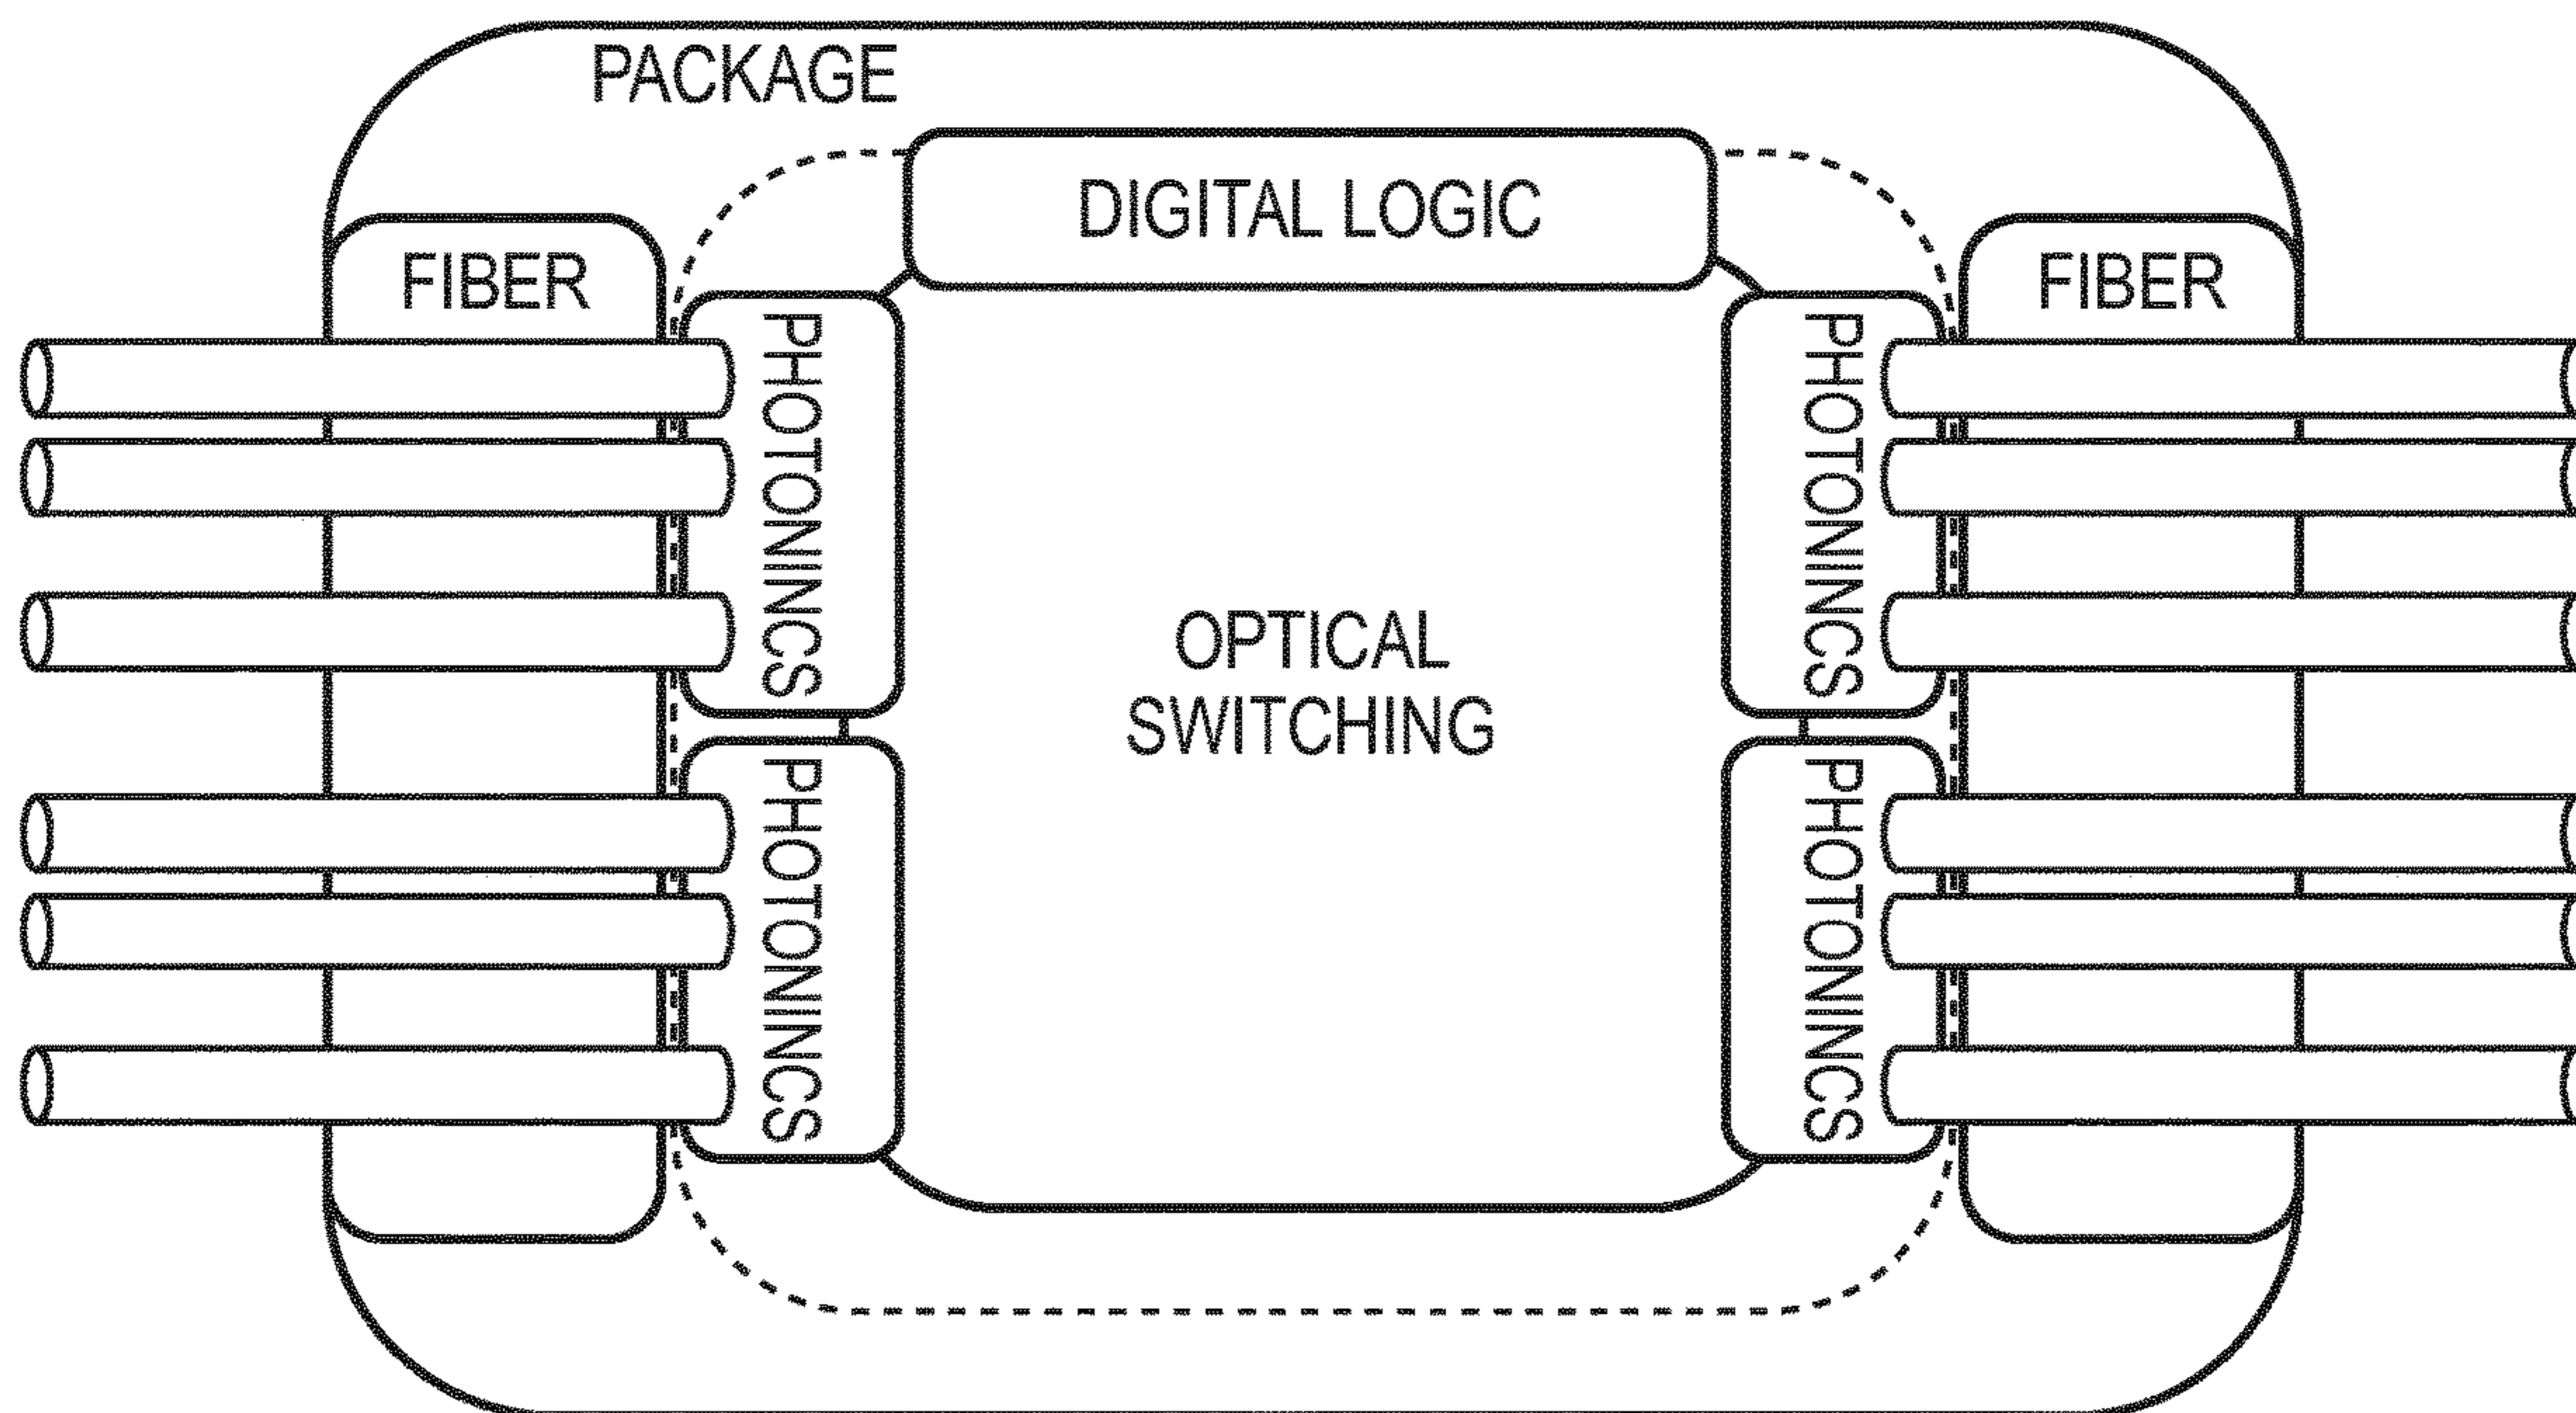 PACKAGE
DIGITAL LOGIC
FIBER
FIBER
PHOTONINCS
PHOTONINCS
OPTICAL
SWITCHING
PHOTONINCS
PHOTONINCS